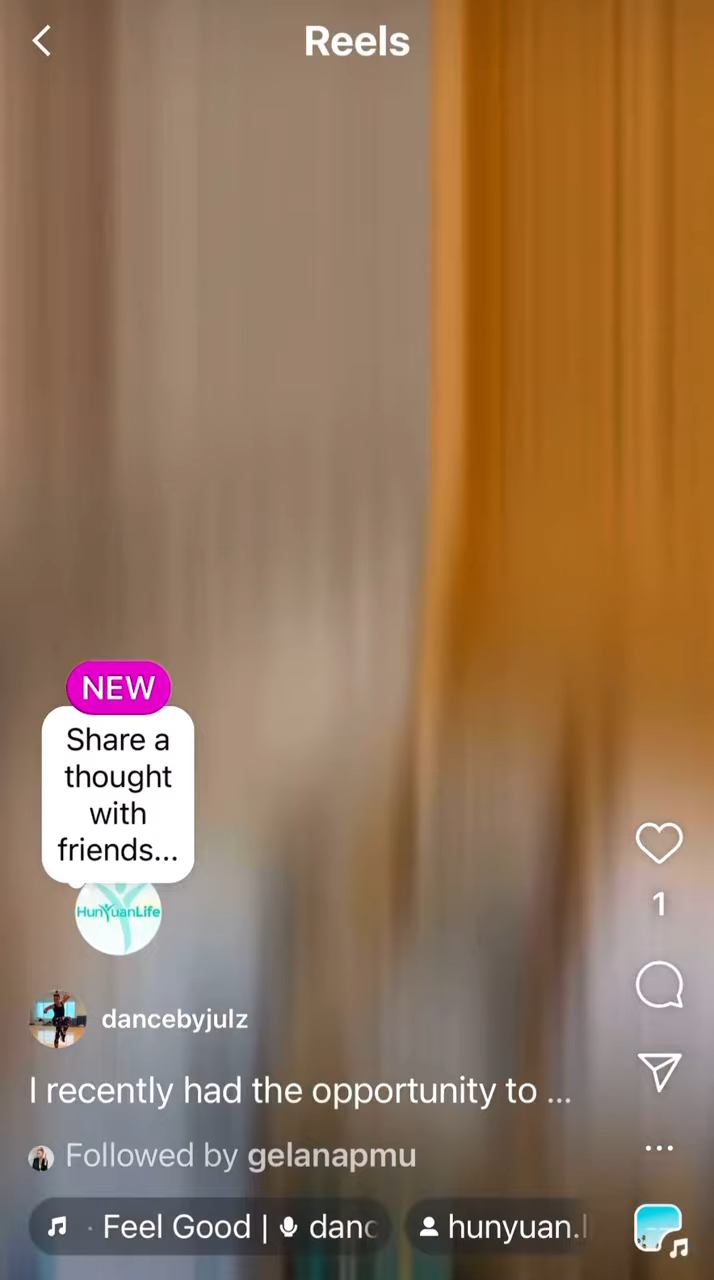 Reels
NEW
Share a
thought
with
friends...
HunYuanLife
1
dancebyjulz
I recently had the opportunity to ...
Followed by gelanapmu
· Feel Good | danc
hunyuan.l